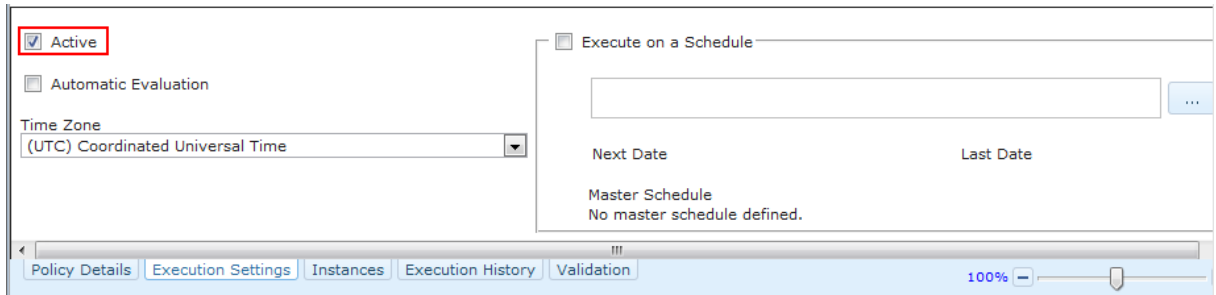 Active
Execute on a Schedule
Automatic Evaluation
...
Time Zone
(UTC) Coordinated Universal Time
Next Date
Last Date
Master Schedule
No master schedule defined.
Policy Details
Execution Settings
Instances
Execution History
Validation
100%